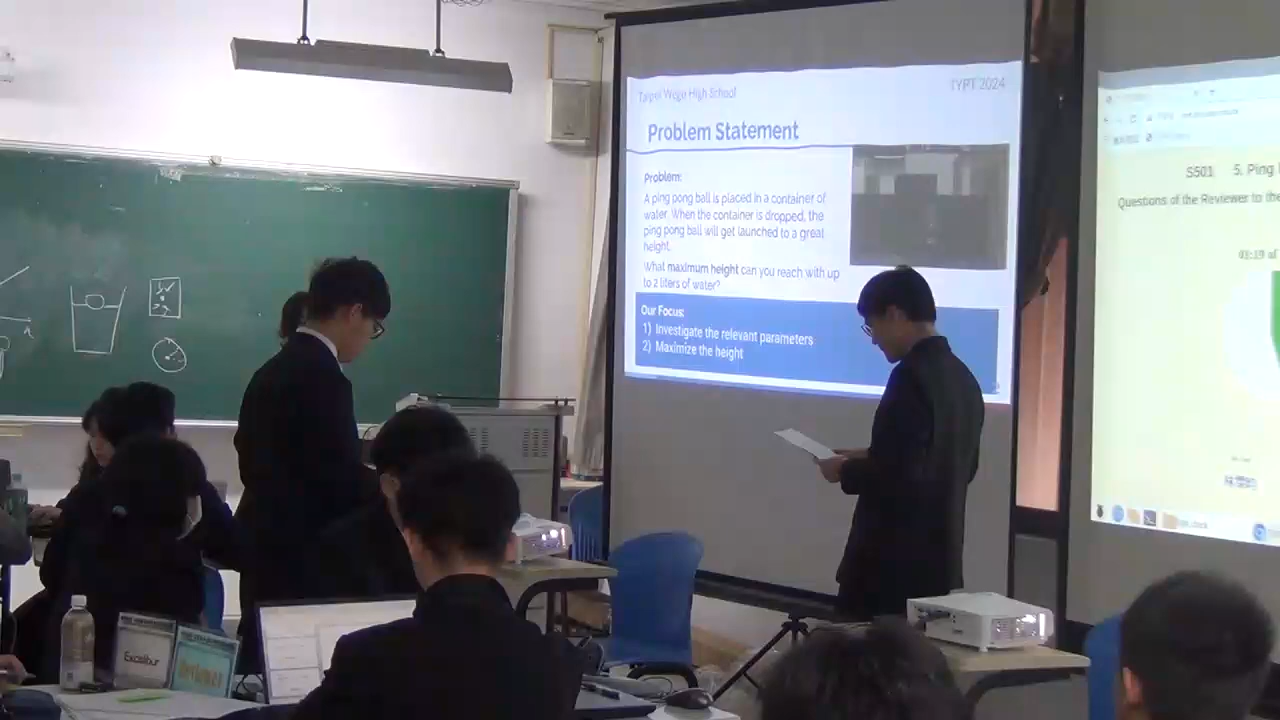 Taipei Wego High School
TYPT 2024
Problem Statement
Problem:
A ping pong ball is placed in a container of
water. When the container is dropped, the
ping pong ball will get launched to a great
height.
What maximum height can you reach with up
to 2 liters of water?
Our Focus:
1) Investigate the relevant parameters
2) Maximize the height
S501 5. Ping
Questions of the Reviewer to the
Excalibur